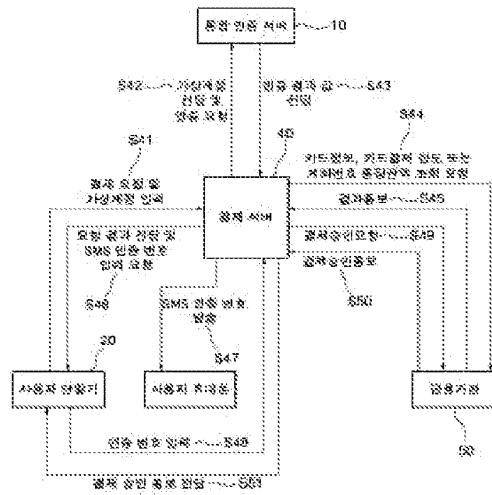 통합 인증 서버
10
S42
가상계정
전달 및
인증 요청
인증 결과 값
전달
S43
S44
S41
40
카드정보, 카드결제 한도 또는
계좌번호 통장잔액 조회 요청
결제 요청 및
가상계정 입력
결제 서버
결과통보
S45
요청 결과 전달 및
SMS 인증 번호
입력 요청
결제승인요청
S49
결제승인통보
S46
SMS 인증 번호
발송
S50
20
S47
사용자 단말기
사용자 휴대폰
금융기관
인증 번호 입력
S48
50
결제 승인 통보 전달
S51